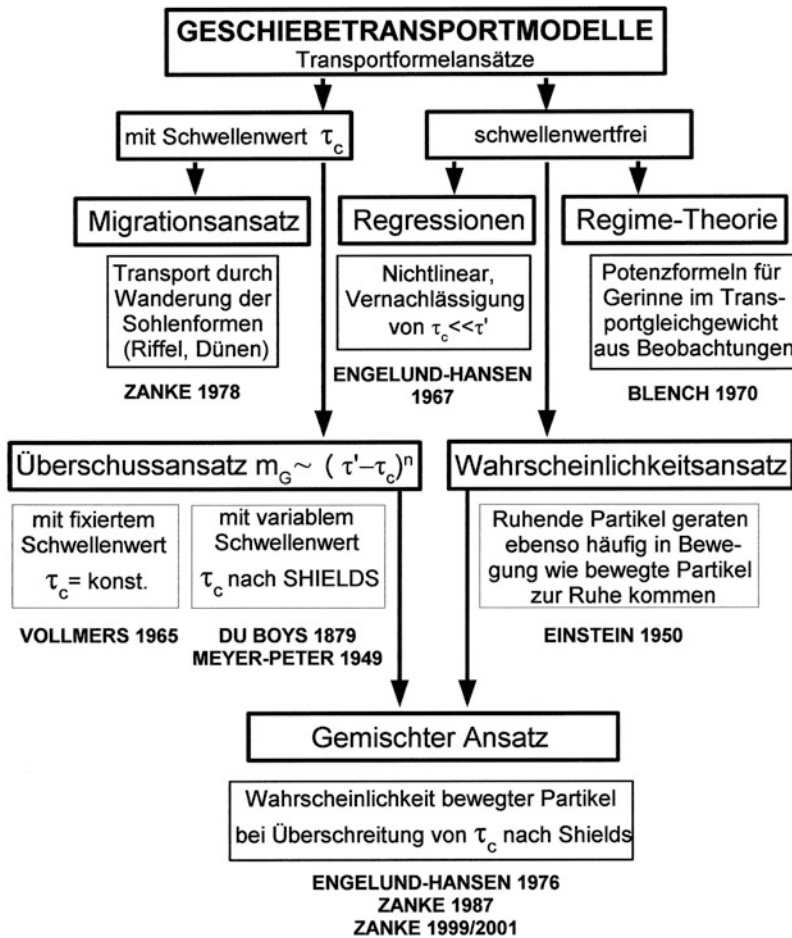 GESCHIEBETRANSPORTMODELLE
Transportformelansätze
mit Schwellenwert τc
schwellenwertfrei
Migrationsansatz
Transport durch
Wanderung der
Sohlenformen
(Riffel, Dünen)
ZANKE 1978
Regressionen
Nichtlinear,
Vernachlässigung
von τc<<τ'
ENGELUND-HANSEN
1967
Regime-Theorie
Potenzformeln für
Gerinne im Trans-
portgleichgewicht
aus Beobachtungen
BLENCH 1970
Überschussansatz mG~ (τ'−τc)ⁿ
mit fixiertem
Schwellenwert
τc= konst.
VOLLMERS 1965
mit variablem
Schwellenwert
τc nach SHIELDS
DU BOYS 1879
MEYER-PETER 1949
Wahrscheinlichkeitsansatz
Ruhende Partikel geraten
ebenso häufig in Bewe-
gung wie bewegte Partikel
zur Ruhe kommen
EINSTEIN 1950
Gemischter Ansatz
Wahrscheinlichkeit bewegter Partikel
bei Überschreitung von τc nach Shields
ENGELUND-HANSEN 1976
ZANKE 1987
ZANKE 1999/2001